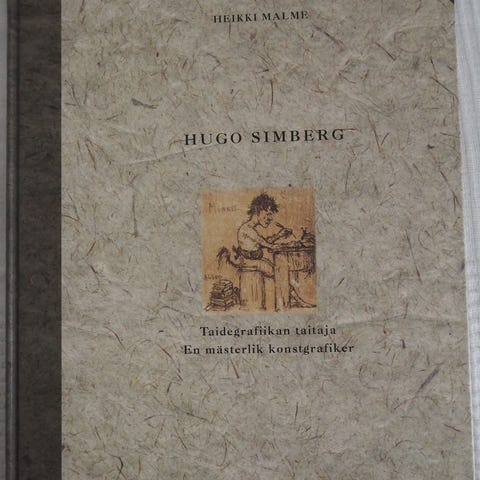 HEIKKI MALME
HUGO SIMBERG
Taidegrafiikan taitaja
En mästerlik konstgrafiker